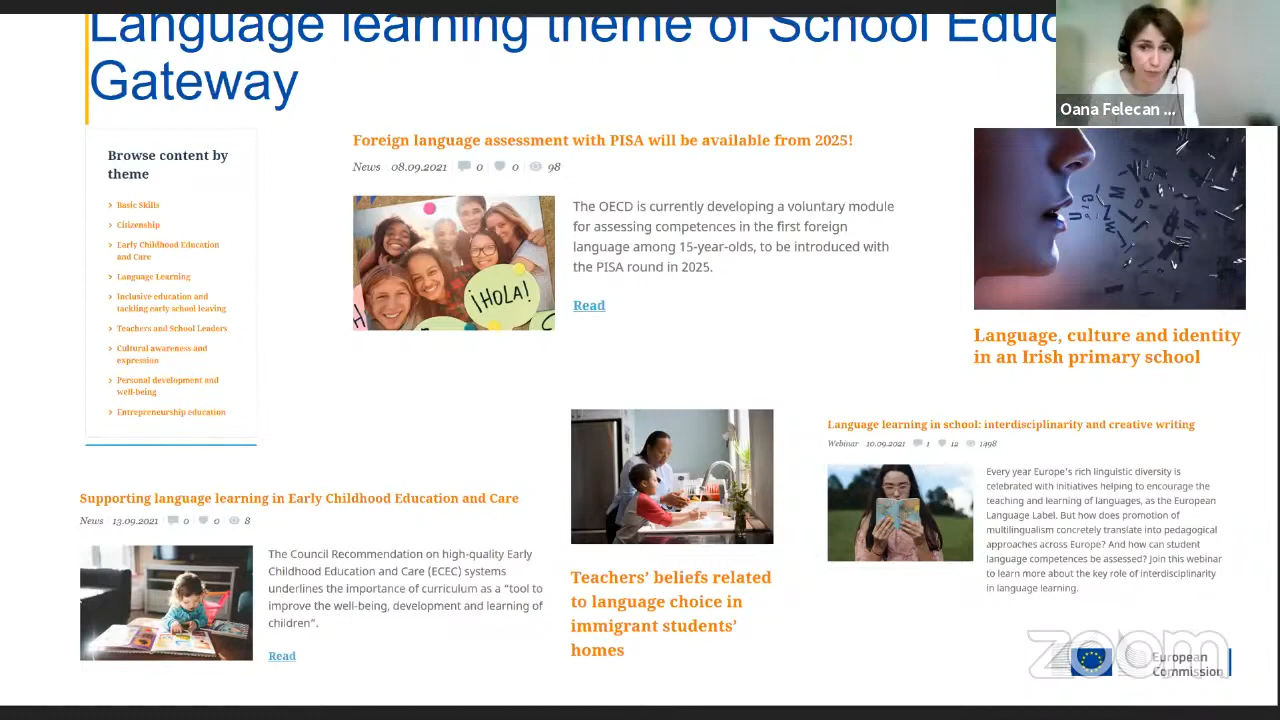 Language learning theme of School Educ
Gateway
Oana Felecan ...
Browse content by
theme
Basic Skills
Citizenship
Early Childhood Education
and Care
Language Learning
Inclusive education and
tackling early school leaving
Teachers and School Leaders
Cultural awareness and
expression
Personal development and
well-being
Entrepreneurship education
Foreign language assessment with PISA will be available from 2025!
News 08.09.2021 0 0 98
¡HOLA!
The OECD is currently developing a voluntary module
for assessing competences in the first foreign
language among 15-year-olds, to be introduced with
the PISA round in 2025.
Read
Language, culture and identity
in an Irish primary school
Supporting language learning in Early Childhood Education and Care
News 13.09.2021 0 0 8
The Council Recommendation on high-quality Early
Childhood Education and Care (ECEC) systems
underlines the importance of curriculum as a “tool to
improve the well-being, development and learning of
children”.
Read
Teachers’ beliefs related
to language choice in
immigrant students’
homes
Language learning in school: interdisciplinarity and creative writing
Webinar 10.09.2021 1 12 1498
Every year Europe's rich linguistic diversity is
celebrated with initiatives helping to encourage the
teaching and learning of languages, as the European
Language Label. But how does promotion of
multilingualism concretely translate into pedagogical
approaches across Europe? And how can student
language competences be assessed? Join this webinar
to learn more about the key role of interdisciplinarity
in language learning.
zoom
European
Commission